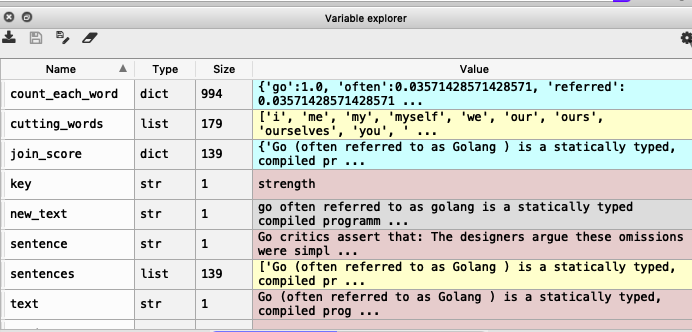 Variable explorer
Name Type Size Value
count_each_word dict 994 {'go':1.0, 'often':0.03571428571428571, 'referred':
0.03571428571428571 ...
cutting_words list 179 ['i', 'me', 'my', 'myself', 'we', 'our', 'ours',
'ourselves', 'you', ' ...
join_score dict 139 {'Go (often referred to as Golang ) is a statically typed,
compiled pr ...
key str 1 strength
new_text str 1 go often referred to as golang is a statically typed
compiled programm ...
sentence str 1 Go critics assert that: The designers argue these omissions
were simpl ...
sentences list 139 ['Go (often referred to as Golang ) is a statically typed,
compiled pr ...
text str 1 Go (often referred to as Golang ) is a statically typed,
compiled prog ...